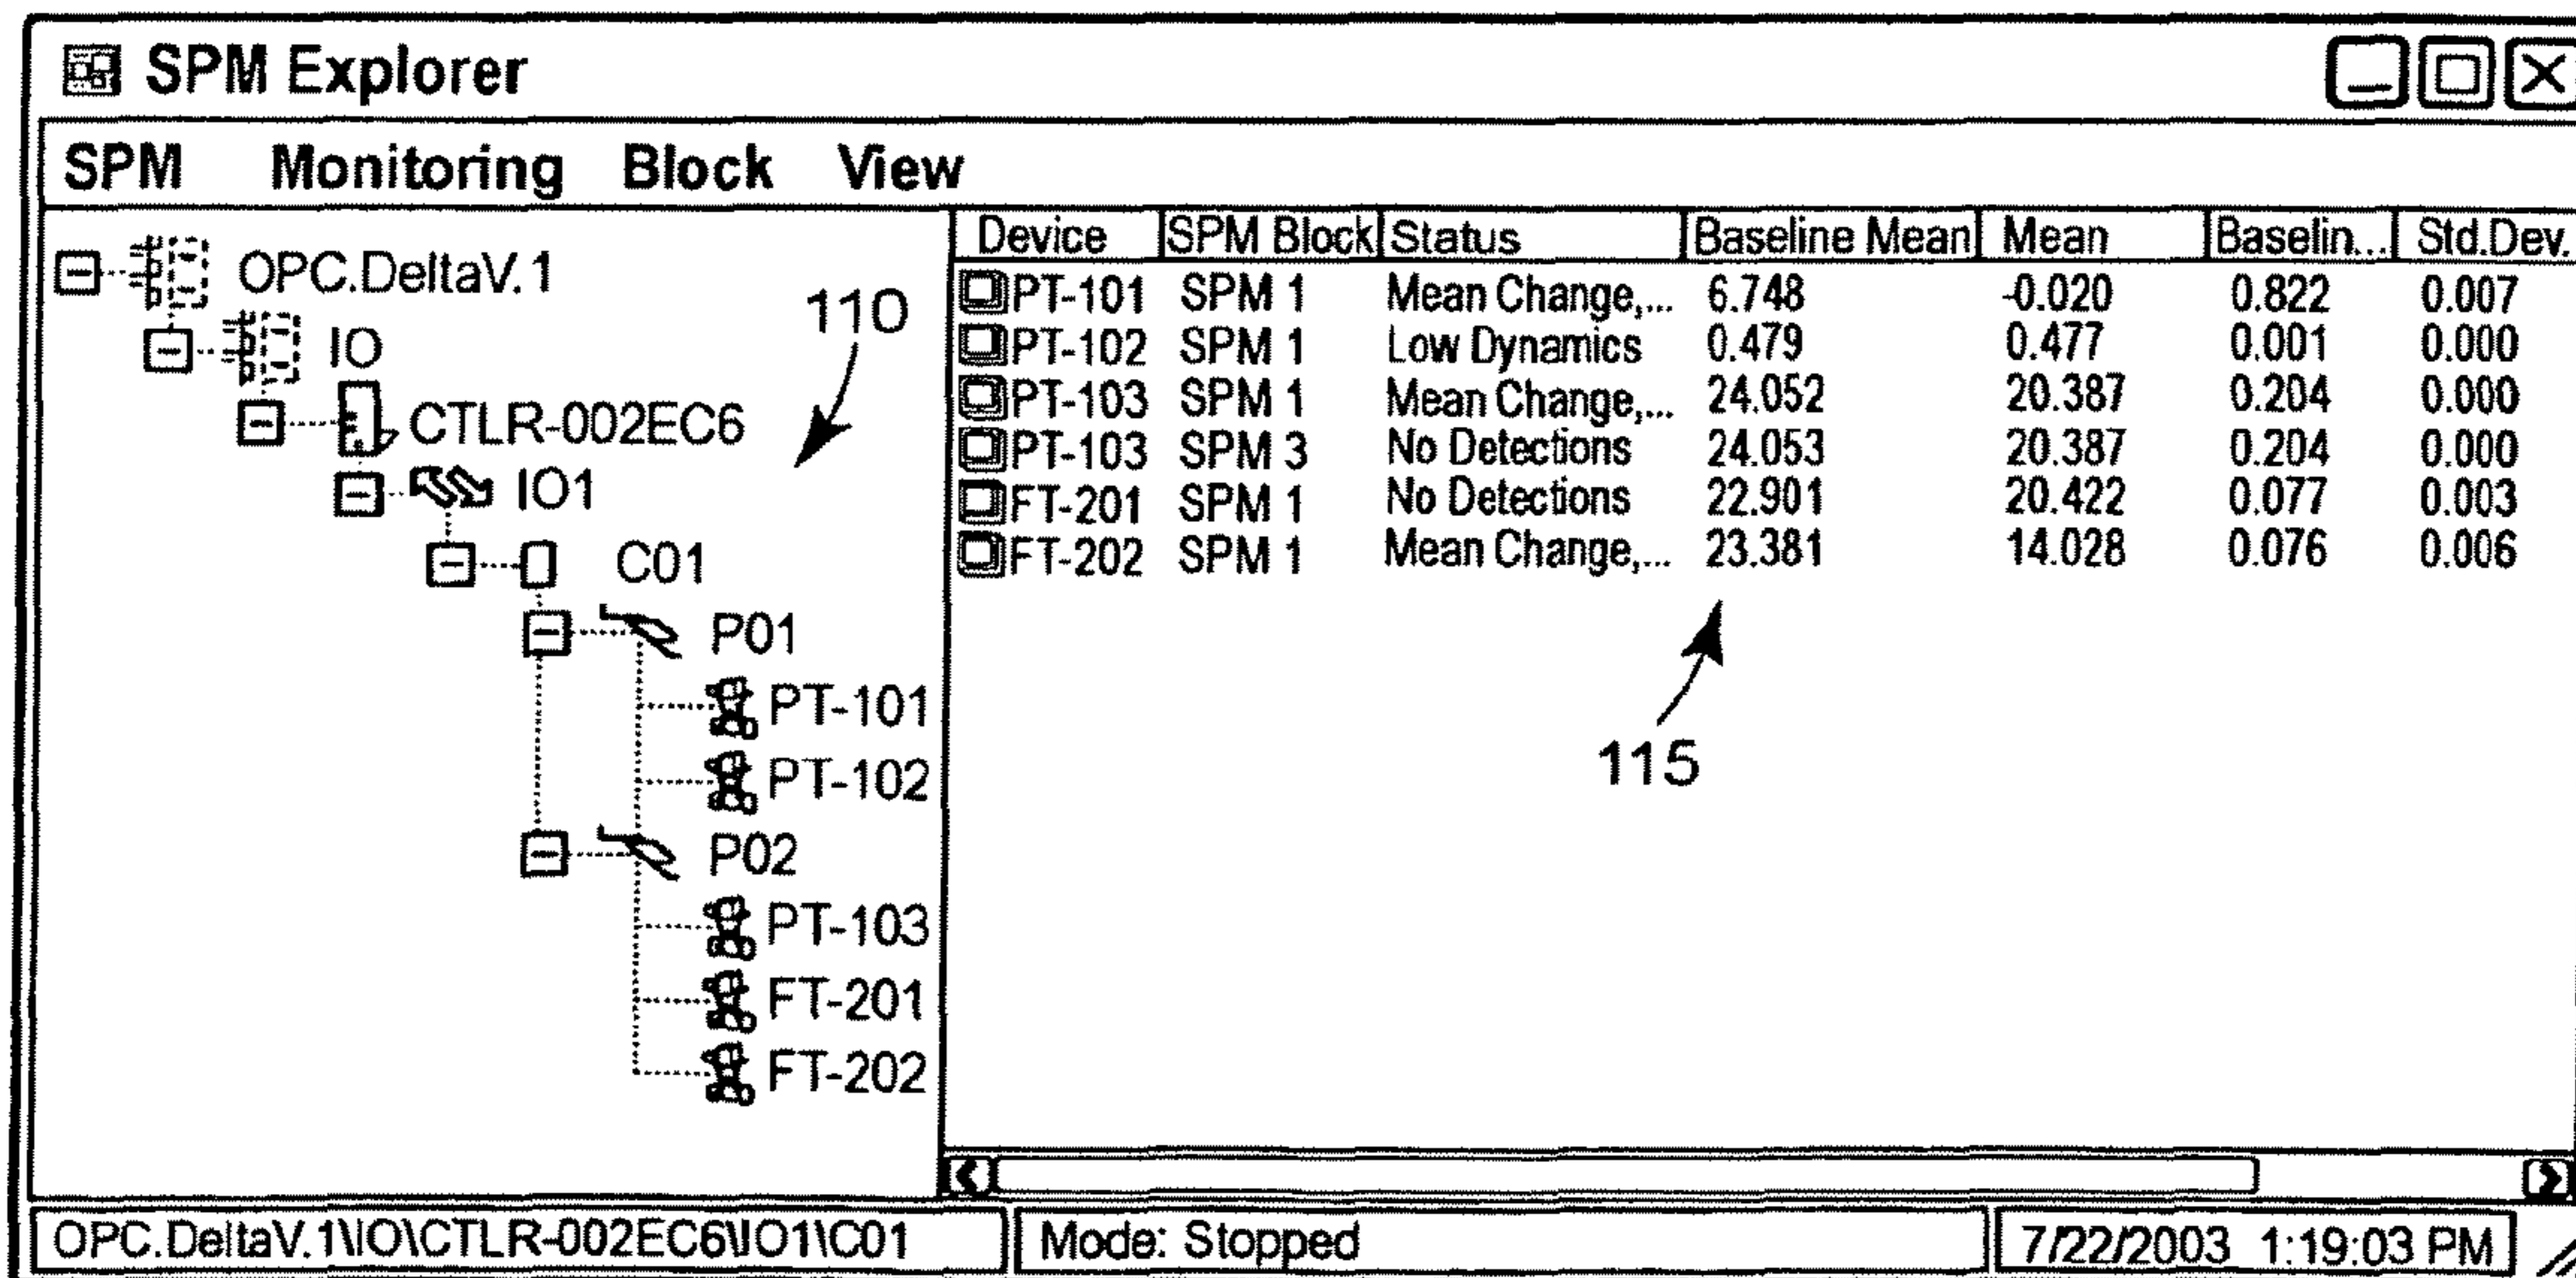 SPM Explorer
SPM Monitoring Block View
OPC.DeltaV.1
IO
CTLR-002EC6
IO1
C01
P01
PT-101
PT-102
P02
PT-103
FT-201
FT-202
110
Device SPM Block Status Baseline Mean Mean Baselin... Std.Dev.
PT-101 SPM 1 Mean Change,... 6.748 -0.020 0.822 0.007
PT-102 SPM 1 Low Dynamics 0.479 0.477 0.001 0.000
PT-103 SPM 1 Mean Change,... 24.052 20.387 0.204 0.000
PT-103 SPM 3 No Detections 24.053 20.387 0.204 0.000
FT-201 SPM 1 No Detections 22.901 20.422 0.077 0.003
FT-202 SPM 1 Mean Change,... 23.381 14.028 0.076 0.006
115
OPC.DeltaV.1\IO\CTLR-002EC6\IO1\C01 Mode: Stopped 7/22/2003 1:19:03 PM